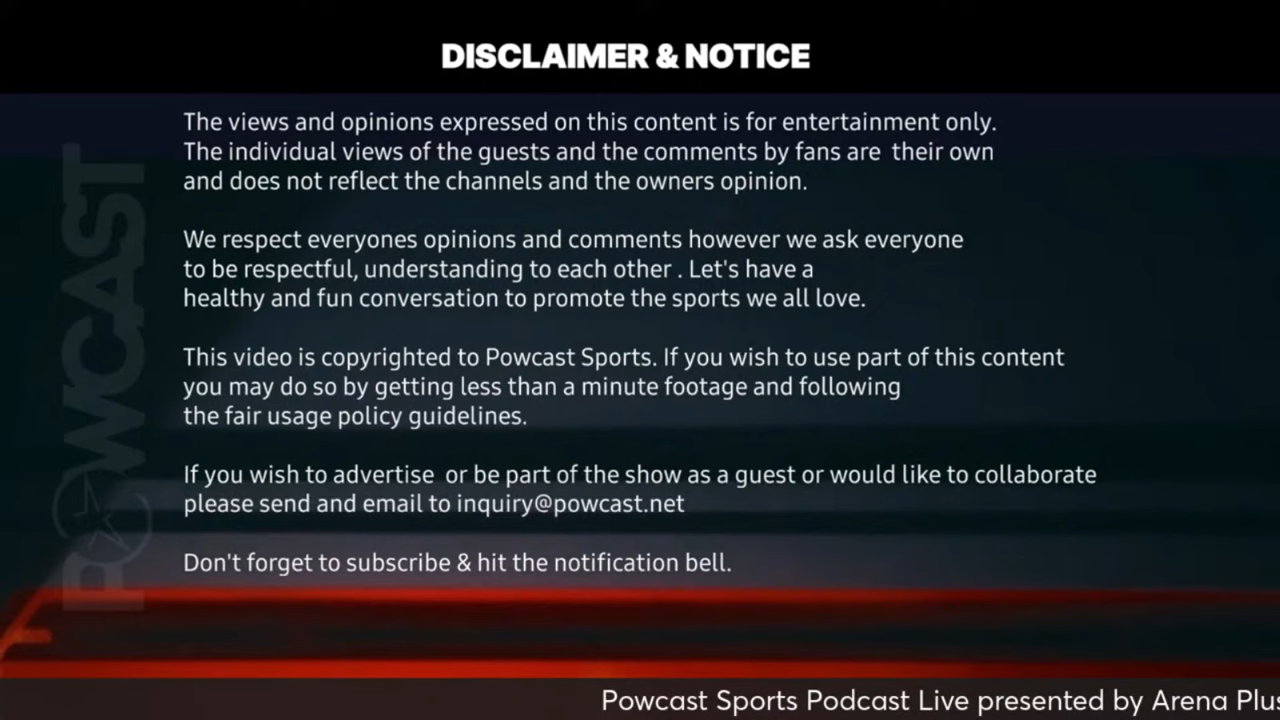 DISCLAIMER & NOTICE
The views and opinions expressed on this content is for entertainment only.
The individual views of the guests and the comments by fans are their own
and does not reflect the channels and the owners opinion.
We respect everyones opinions and comments however we ask everyone
to be respectful, understanding to each other . Let's have a
healthy and fun conversation to promote the sports we all love.
This video is copyrighted to Powcast Sports. If you wish to use part of this content
you may do so by getting less than a minute footage and following
the fair usage policy guidelines.
If you wish to advertise or be part of the show as a guest or would like to collaborate
please send and email to inquiry@powcast.net
Don't forget to subscribe & hit the notification bell.
POWCAST
Powcast Sports Podcast Live presented by Arena Plus